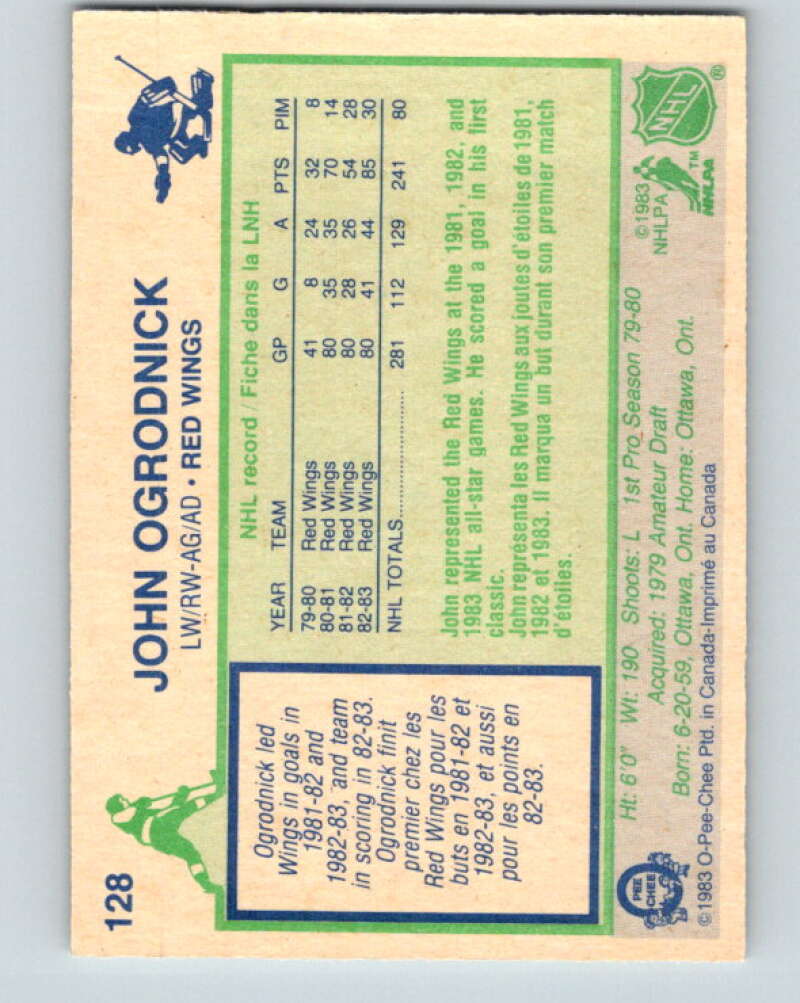 128
JOHN OGRODNICK
LW/RW-AG/AD • RED WINGS
Ogrodnick led
Wings in goals in
1981-82 and
1982-83, and team
in scoring in 82-83.
Ogrodnick finit
premier chez les
Red Wings pour les
buts en 1981-82 et
1982-83, et aussi
pour les points en
82-83.
NHL record / Fiche dans la LNH
YEAR TEAM GP G A PTS PIM
79-80 Red Wings 41 8 24 32 8
80-81 Red Wings 80 35 35 70 14
81-82 Red Wings 80 28 26 54 28
82-83 Red Wings 80 41 44 85 30
NHL TOTALS 281 112 129 241 80
John represented the Red Wings at the 1981, 1982, and
1983 NHL all-star games. He scored a goal in his first
classic.
John représenta les Red Wings aux joutes d'étoiles de 1981,
1982 et 1983. Il marqua un but durant son premier match
d'étoiles.
Ht: 6'0" Wt: 190 Shoots: L 1st Pro Season 79-80
Acquired: 1979 Amateur Draft
Born: 6-20-59, Ottawa, Ont. Home: Ottawa, Ont.
©1983 O-Pee-Chee Ptd. in Canada-Imprimé au Canada
O
PEE
CHEE
©1983
NHLPA
TM
NHLPA
NHL
®